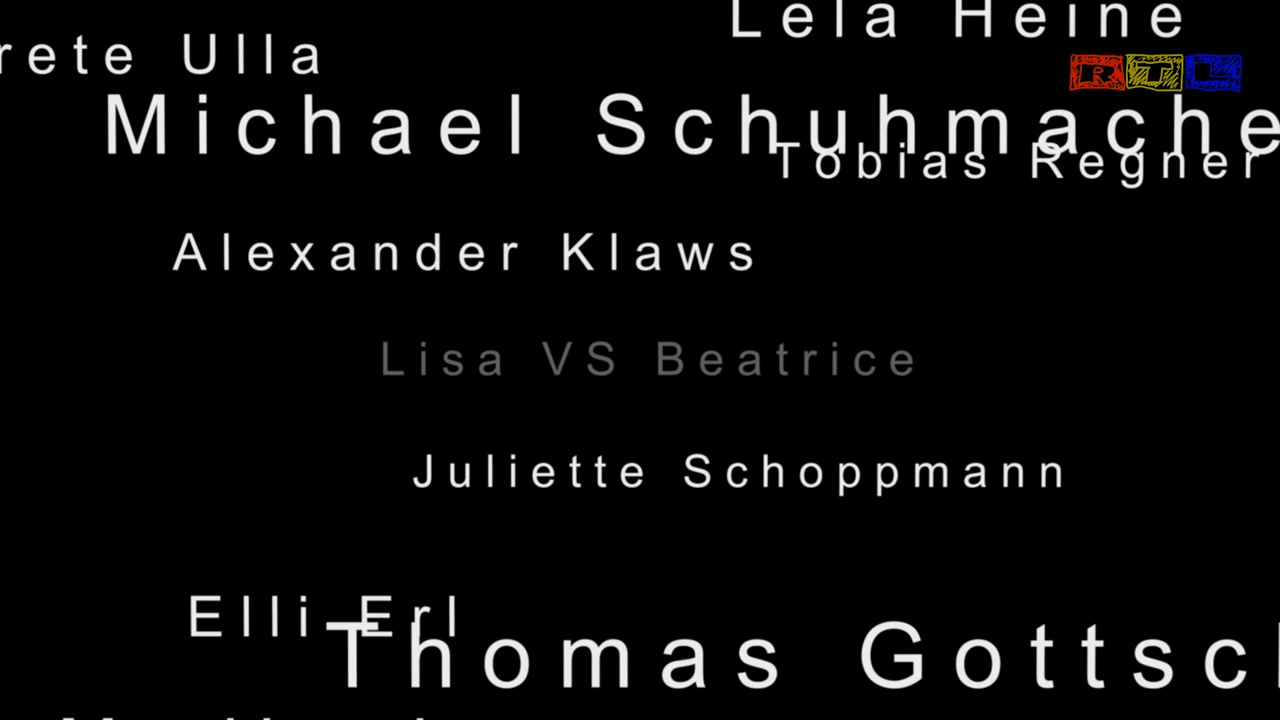 Lela Heine
rete Ulla
RTL
Michael Schuhmache
Tobias Regner
Alexander Klaws
Lisa VS Beatrice
Juliette Schoppmann
Elli Erl
Thomas Gottsc